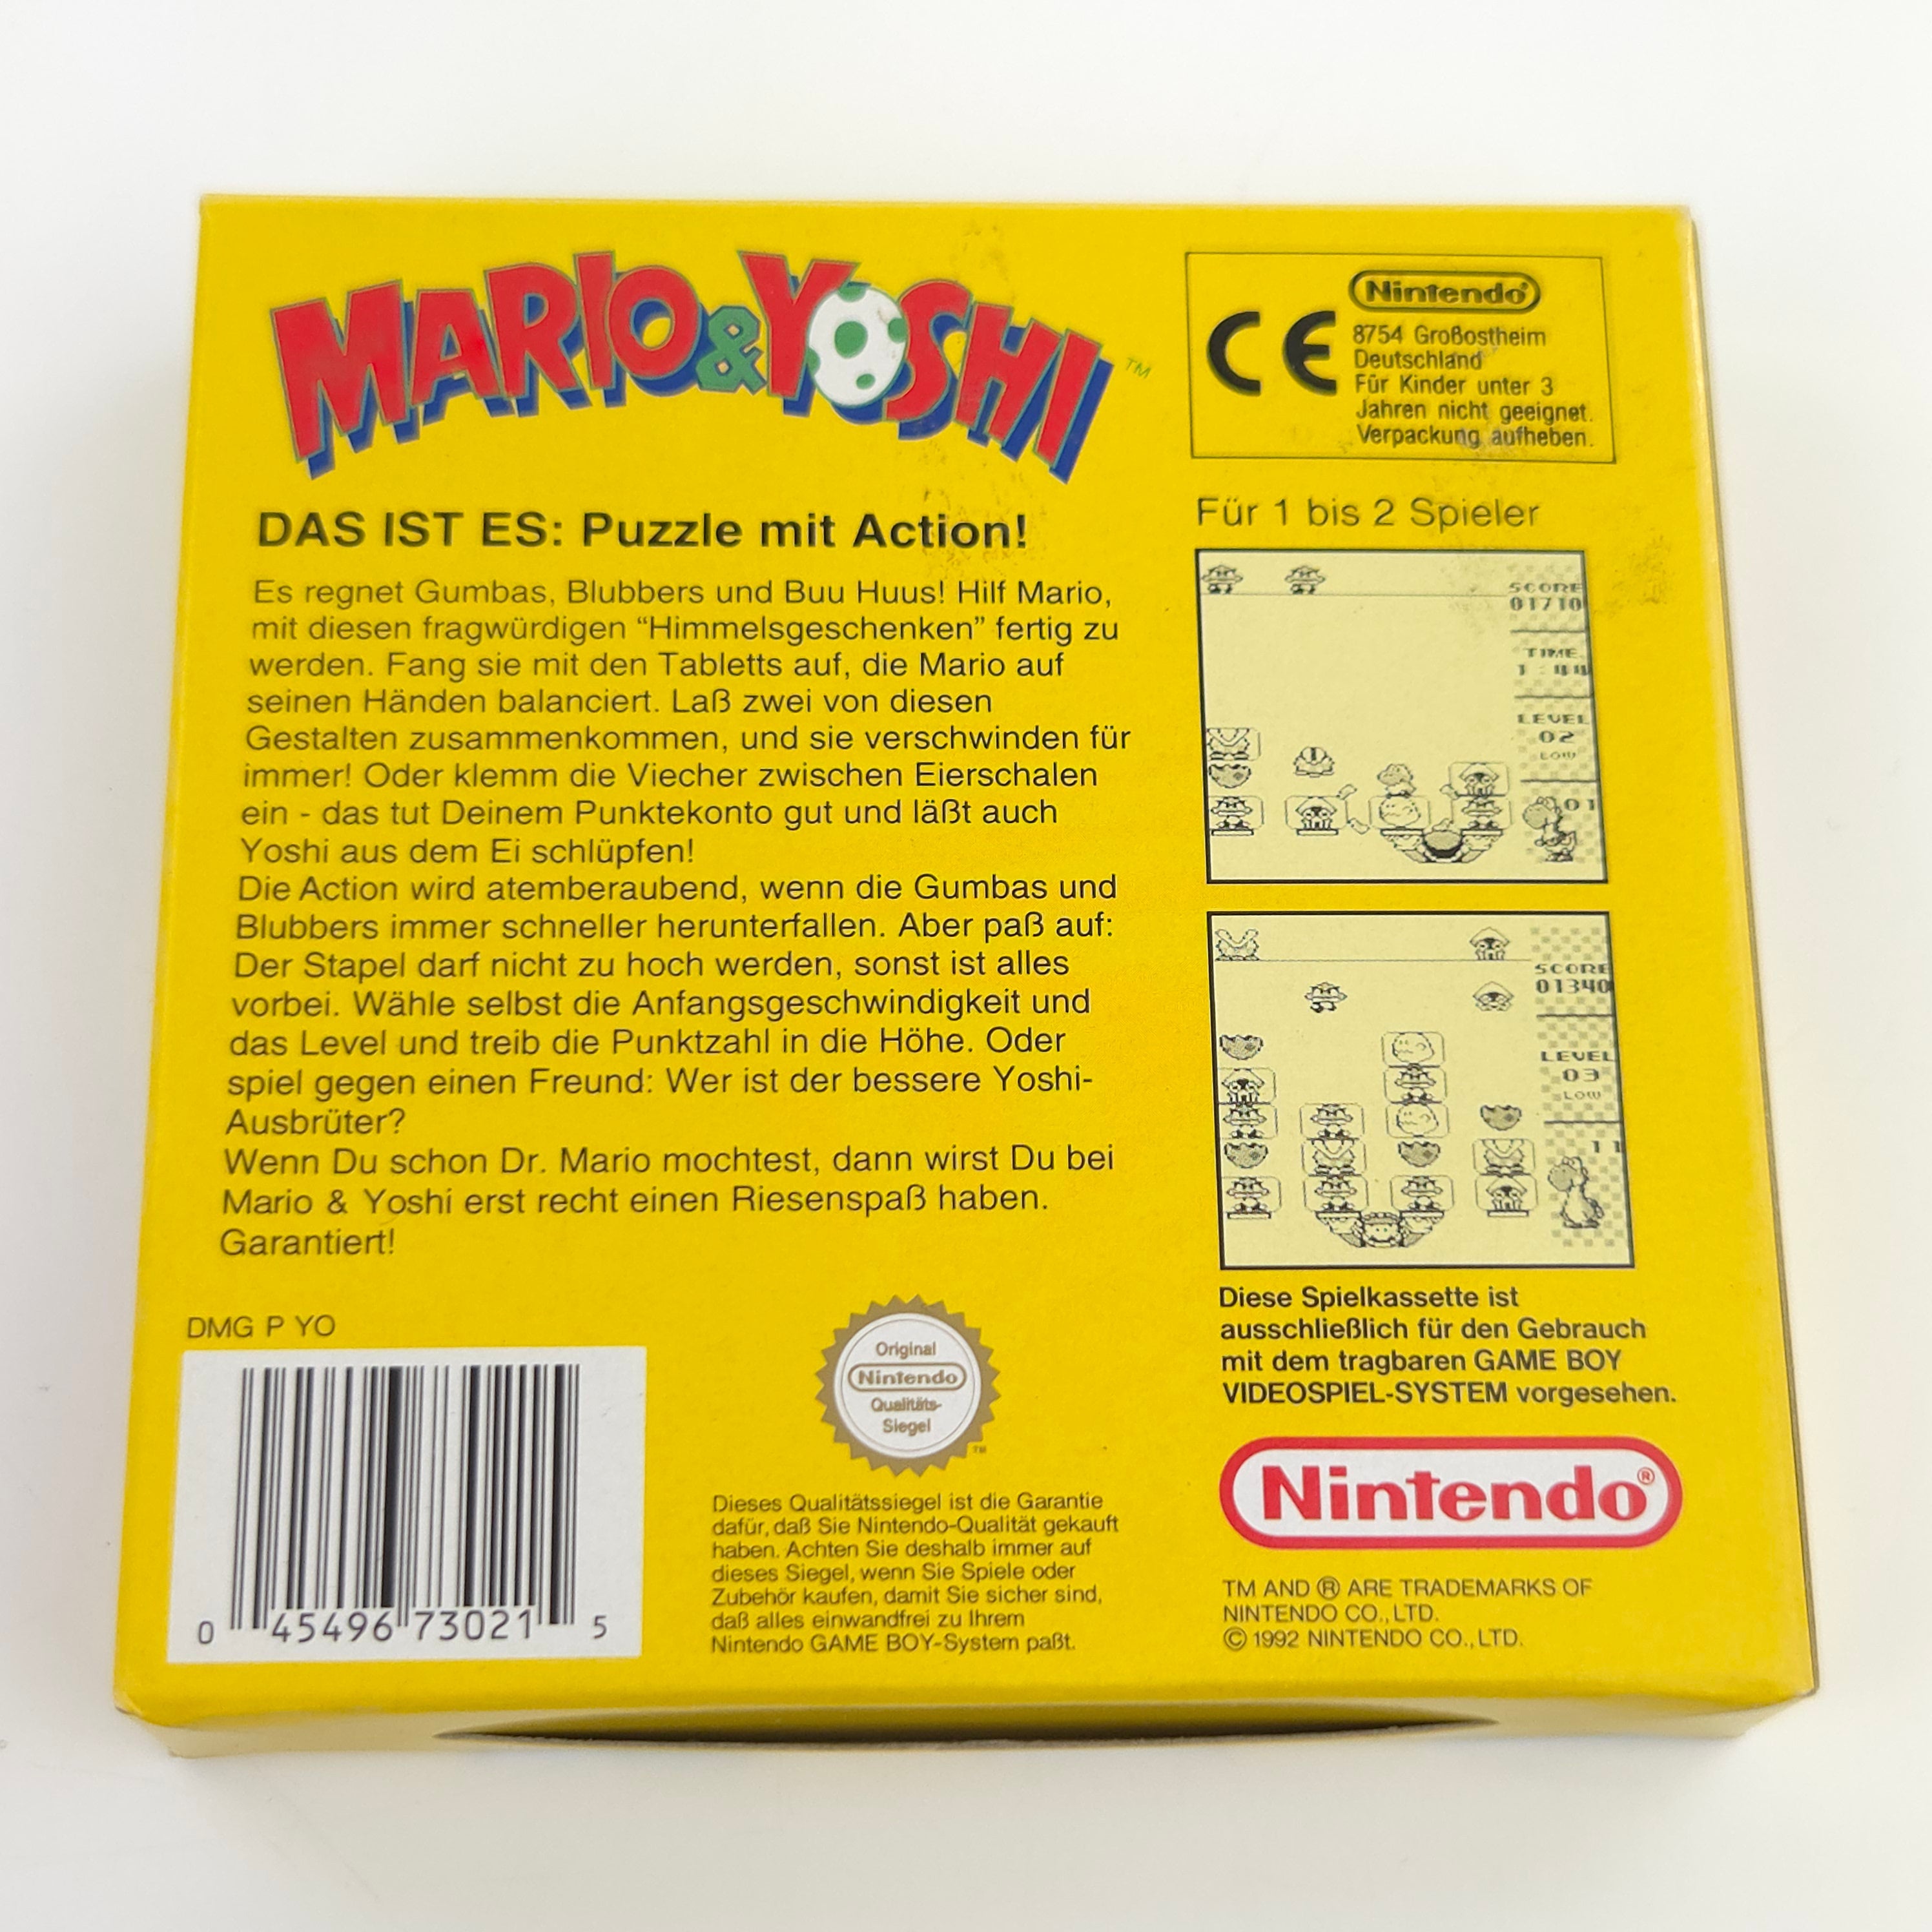 MARIO & YOSHI™
DAS IST ES: Puzzle mit Action!
Es regnet Gumbas, Blubbers und Buu Huus! Hilf Mario,
mit diesen fragwürdigen “Himmelsgeschenken” fertig zu
werden. Fang sie mit den Tabletts auf, die Mario auf
seinen Händen balanciert. Laß zwei von diesen
Gestalten zusammenkommen, und sie verschwinden für
immer! Oder klemm die Viecher zwischen Eierschalen
ein - das tut Deinem Punktekonto gut und läßt auch
Yoshi aus dem Ei schlüpfen!
Die Action wird atemberaubend, wenn die Gumbas und
Blubbers immer schneller herunterfallen. Aber paß auf:
Der Stapel darf nicht zu hoch werden, sonst ist alles
vorbei. Wähle selbst die Anfangsgeschwindigkeit und
das Level und treib die Punktzahl in die Höhe. Oder
spiel gegen einen Freund: Wer ist der bessere Yoshi-
Ausbrüter?
Wenn Du schon Dr. Mario mochtest, dann wirst Du bei
Mario & Yoshi erst recht einen Riesenspaß haben.
Garantiert!
DMG P YO
0 45496 73021 5
Original
Nintendo
Qualitäts-
Siegel
TM
Dieses Qualitätssiegel ist die Garantie
dafür, daß Sie Nintendo-Qualität gekauft
haben. Achten Sie deshalb immer auf
dieses Siegel, wenn Sie Spiele oder
Zubehör kaufen, damit Sie sicher sind,
daß alles einwandfrei zu Ihrem
Nintendo GAME BOY-System paßt.
CE
Nintendo®
8754 Großostheim
Deutschland
Für Kinder unter 3
Jahren nicht geeignet.
Verpackung aufheben.
Für 1 bis 2 Spieler
SCORE
01710
TIME
1:44
LEVEL
02
LOW
01
SCORE
01340
LEVEL
03
LOW
11
Diese Spielkassette ist
ausschließlich für den Gebrauch
mit dem tragbaren GAME BOY
VIDEOSPIEL-SYSTEM vorgesehen.
Nintendo®
TM AND ® ARE TRADEMARKS OF
NINTENDO CO., LTD.
© 1992 NINTENDO CO., LTD.